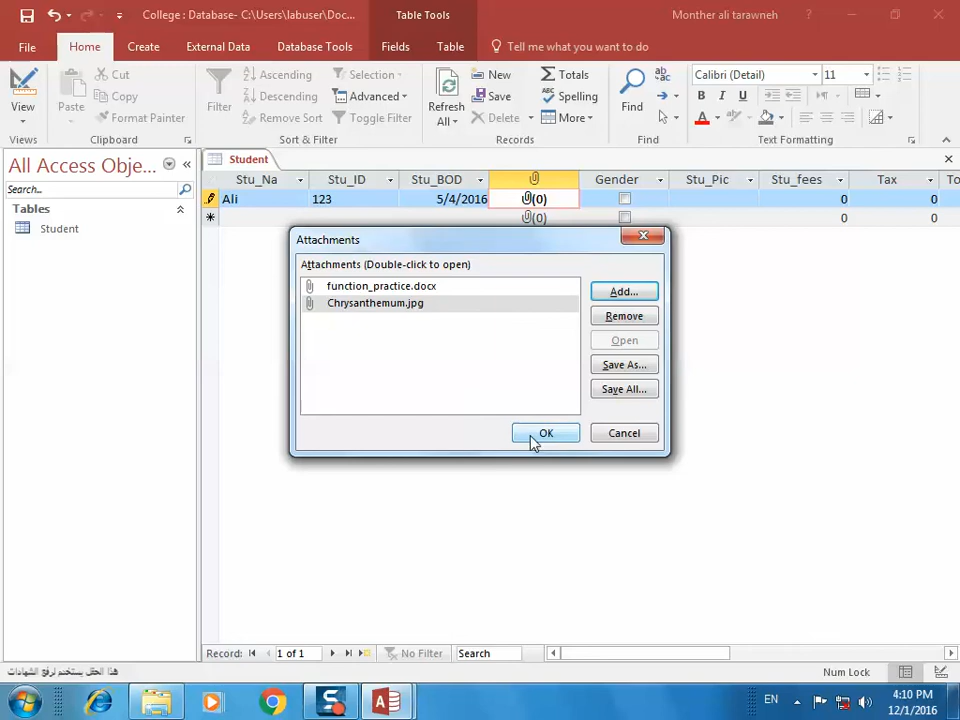 College : Database- C:\Users\labuser\Doc...
Table Tools
Monther ali tarawneh
?
File
Home
Create
External Data
Database Tools
Fields
Table
Tell me what you want to do
View
Views
Paste
Cut
Copy
Format Painter
Clipboard
Filter
Ascending
Descending
Remove Sort
Selection
Advanced
Toggle Filter
Sort & Filter
Refresh
All
New
Save
Delete
Totals
Spelling
More
Records
Find
Find
Calibri (Detail)
11
B I U
A
Text Formatting
All Access Obje...
Search...
Tables
Student
Student
Stu_Na Stu_ID Stu_BOD Gender Stu_Pic Stu_fees Tax To
Ali 123 5/4/2016 (0) 0 0
(0) 0 0
Attachments
Attachments (Double-click to open)
function_practice.docx
Chrysanthemum.jpg
Add...
Remove
Open
Save As...
Save All...
OK
Cancel
Record:
1 of 1
No Filter
Search
هذا الحقل يستخدم لرفع الشهادات
Num Lock
EN
4:10 PM
12/1/2016